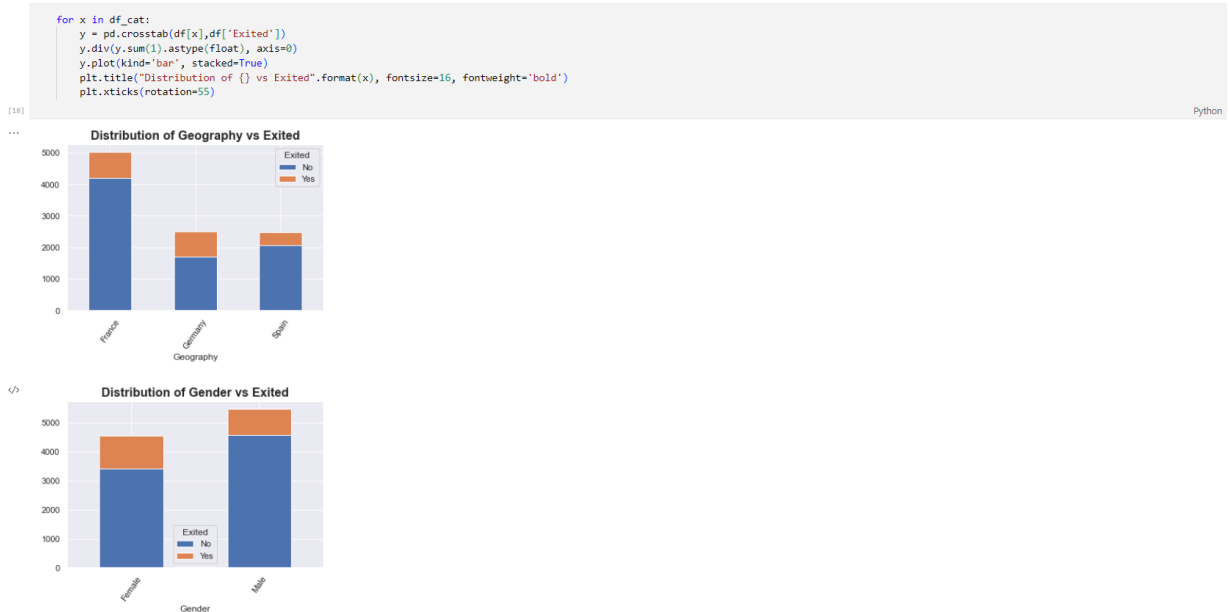 for x in df_cat:
    y = pd.crosstab(df[x],df['Exited'])
    y.div(y.sum(1).astype(float), axis=0)
    y.plot(kind='bar', stacked=True)
    plt.title("Distribution of {} vs Exited".format(x), fontsize=16, fontweight='bold')
    plt.xticks(rotation=55)
Python
...
Distribution of Geography vs Exited
Exited
No
Yes
5000
4000
3000
2000
1000
0
France
Germany
Spain
Geography
</>
Distribution of Gender vs Exited
5000
4000
3000
2000
1000
0
Exited
No
Yes
Female
Male
Gender